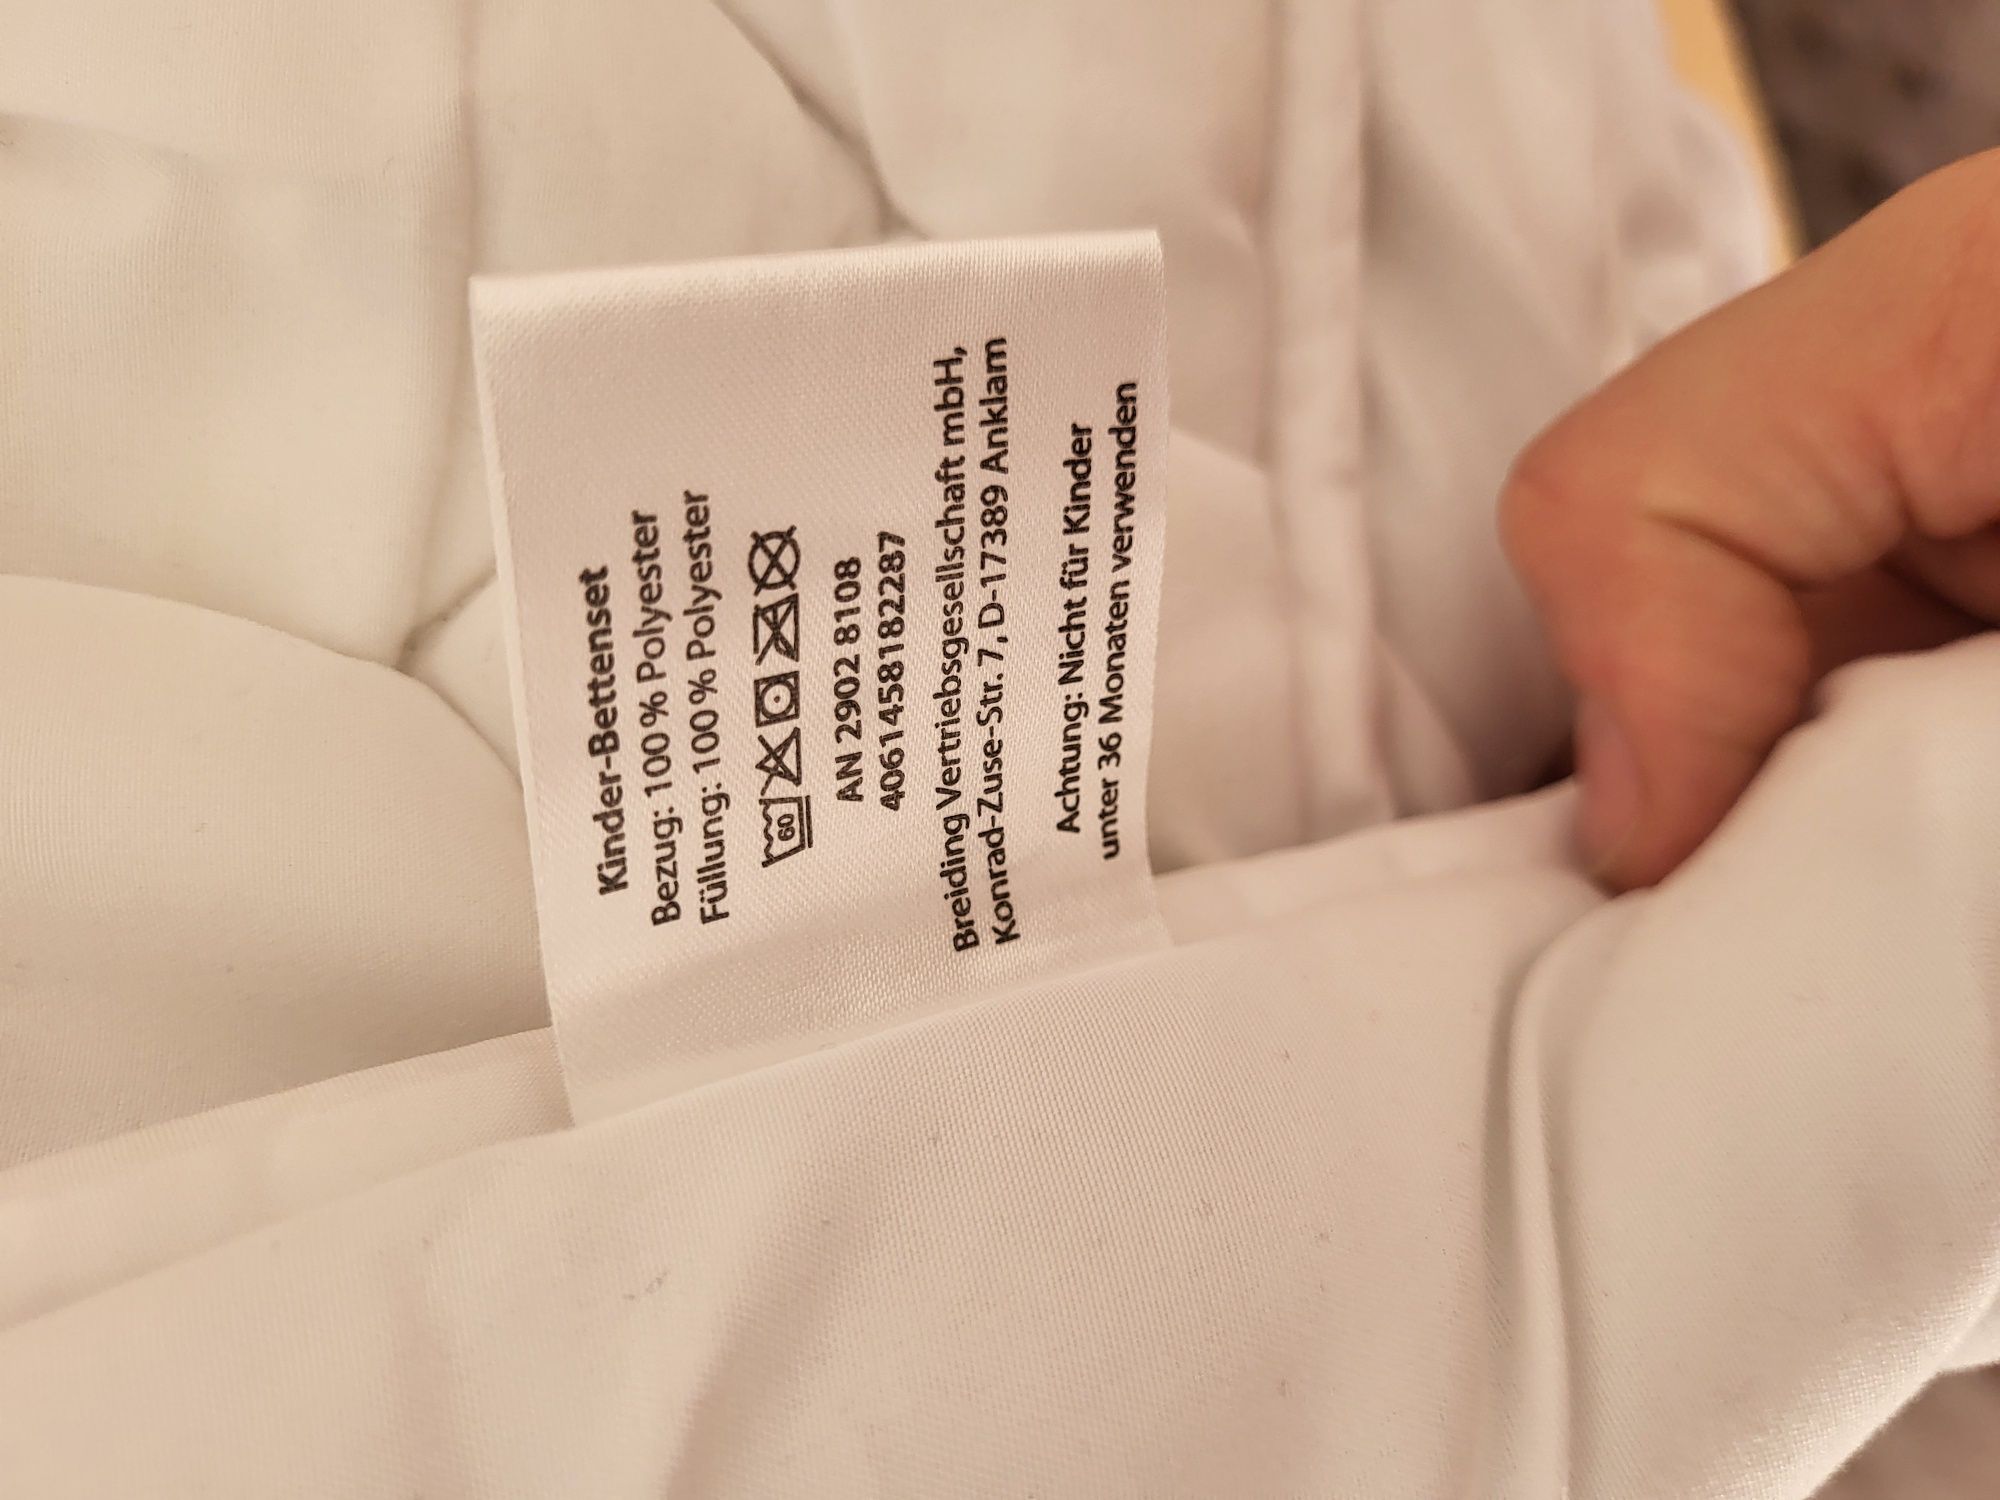 Kinder-Bettenset
Bezug: 100 % Polyester
Füllung: 100 % Polyester
60
AN 2902 8108
4061458182287
Breiding Vertriebsgesellschaft mbH,
Konrad-Zuse-Str. 7, D-17389 Anklam
Achtung: Nicht für Kinder
unter 36 Monaten verwenden